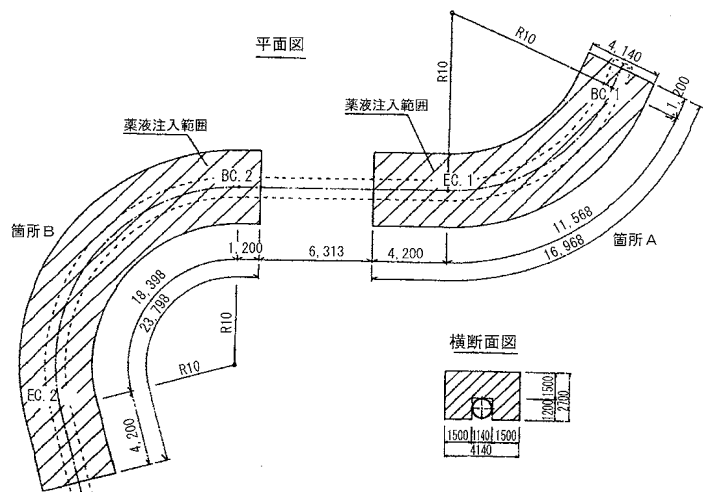 平面図
R10
R10
4,140
BC.1
1,200
薬液注入範囲
薬液注入範囲
BC.2
EC.1
箇所B
1,200
6,313
4,200
11,568
16,968
箇所A
18,398
23,798
R10
R10
EC.2
4,200
横断面図
1200
1500
2700
1500
1140
1500
4140